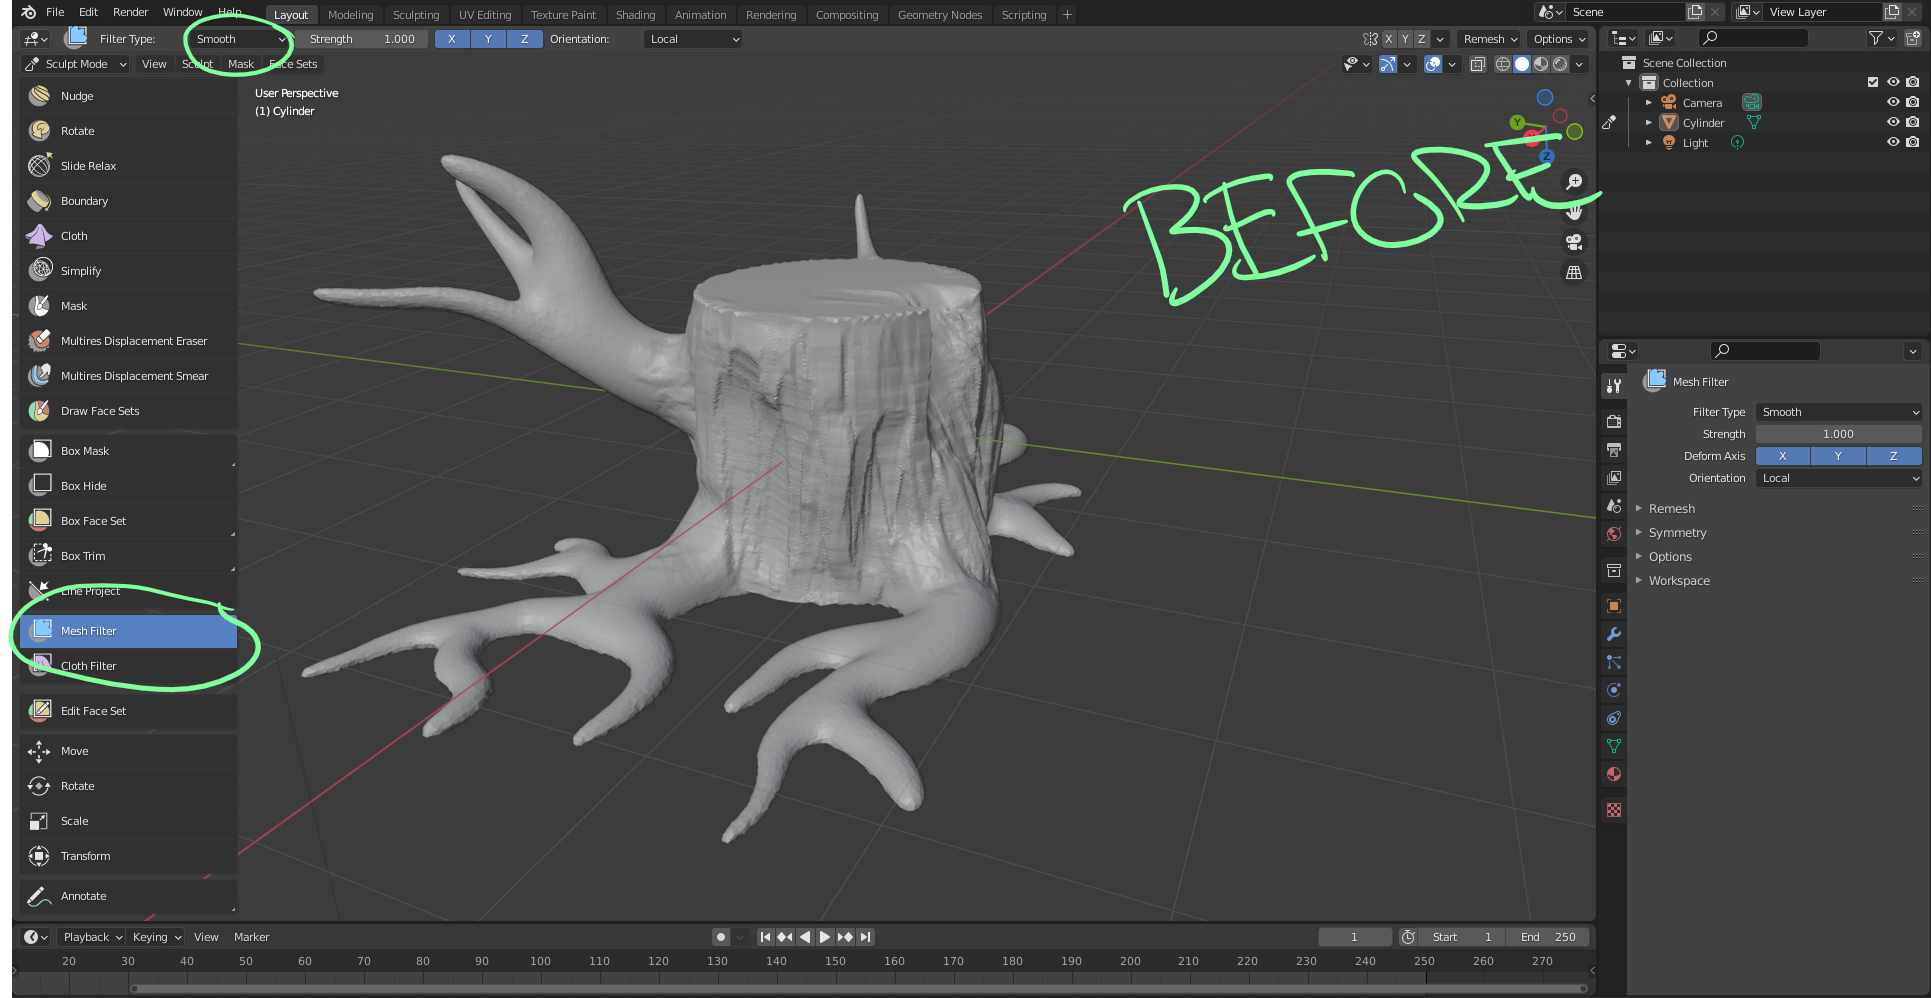 File Edit Render Window Help Layout Modeling Sculpting UV Editing Texture Paint Shading Animation Rendering Compositing Geometry Nodes Scripting + Scene View Layer
Filter Type: Smooth Strength 1.000 X Y Z Orientation: Local X Y Z Remesh Options
Sculpt Mode View Sculpt Mask Face Sets
User Perspective
(1) Cylinder
BEFORE
Y
Z
Nudge
Rotate
Slide Relax
Boundary
Cloth
Simplify
Mask
Multires Displacement Eraser
Multires Displacement Smear
Draw Face Sets
Box Mask
Box Hide
Box Face Set
Box Trim
Line Project
Mesh Filter
Cloth Filter
Edit Face Set
Move
Rotate
Scale
Transform
Annotate
Scene Collection
Collection
Camera
Cylinder
Light
Mesh Filter
Filter Type Smooth
Strength 1.000
Deform Axis X Y Z
Orientation Local
Remesh
Symmetry
Options
Workspace
Playback Keying View Marker 1 Start 1 End 250
20 30 40 50 60 70 80 90 100 110 120 130 140 150 160 170 180 190 200 210 220 230 240 250 260 270